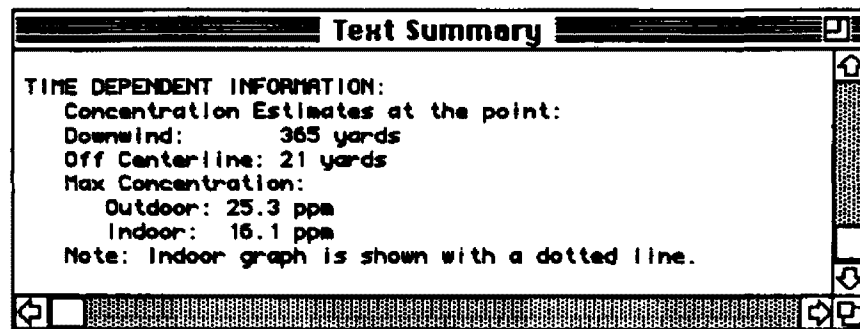 Text Summary
TIME DEPENDENT INFORMATION:
Concentration Estimates at the point:
Downwind: 365 yards
Off Centerline: 21 yards
Max Concentration:
Outdoor: 25.3 ppm
Indoor: 16.1 ppm
Note: Indoor graph is shown with a dotted line.